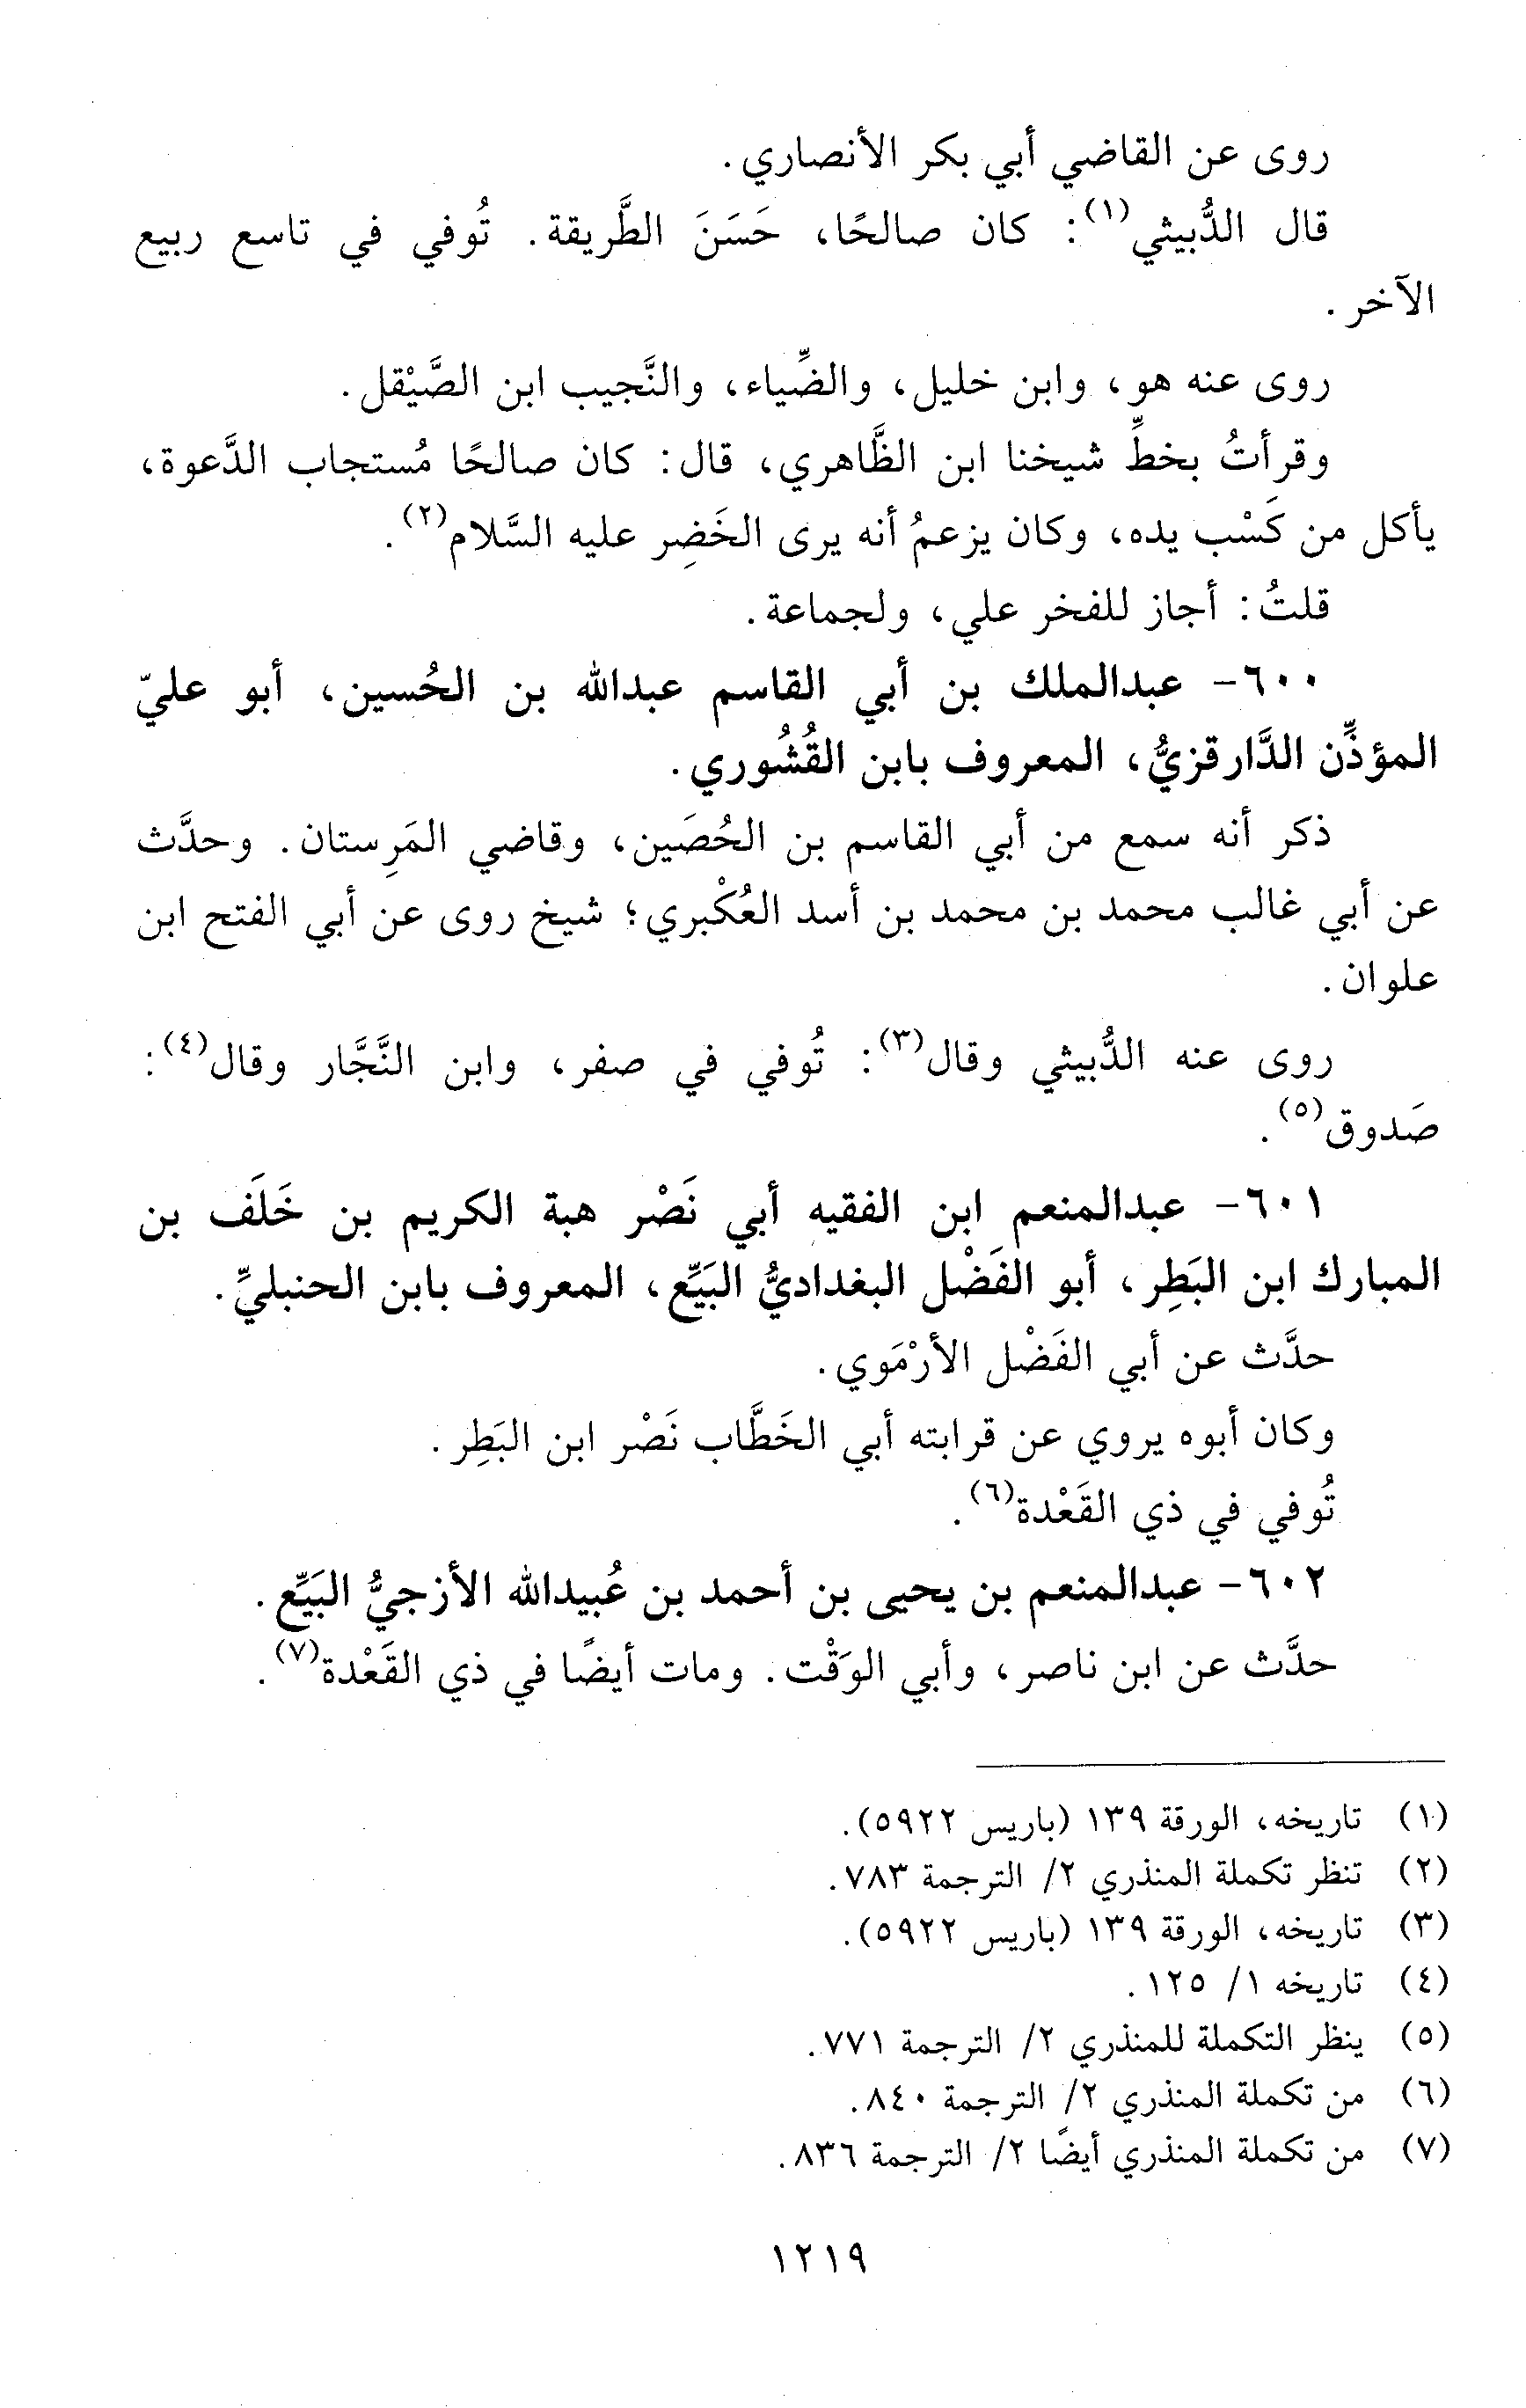 روى عن القاضي أبي بكر الأنصاري.
قال الدُّبيثي(١): كان صالحًا، حَسَنَ الطَّريقة. تُوفي في تاسع ربيع
الآخر.
روى عنه هو، وابن خليل، والضِّياء، والنَّجيب ابن الصَّيْقل.
وقرأتُ بخطِّ شيخنا ابن الظَّاهري، قال: كان صالحًا مُستجاب الدَّعوة،
يأكل من كَسْب يده، وكان يزعمُ أنه يرى الخَضِر عليه السَّلام(٢).
قلتُ: أجاز للفخر علي، ولجماعة.
٦٠٠- عبدالملك بن أبي القاسم عبدالله بن الحُسين، أبو عليّ
المؤذِّن الدَّارقزيُّ، المعروف بابن القُشُوري.
ذكر أنه سمع من أبي القاسم بن الحُصَين، وقاضي المَرِستان. وحدَّث
عن أبي غالب محمد بن محمد بن أسد العُكْبري؛ شيخ روى عن أبي الفتح ابن
علوان.
روى عنه الدُّبيثي وقال(٣): تُوفي في صفر، وابن النَّجَّار وقال(٤):
صَدوق(٥).
٦٠١- عبدالمنعم ابن الفقيه أبي نَصْر هبة الكريم بن خَلَف بن
المبارك ابن البَطِر، أبو الفَضْل البغداديُّ البَيِّع، المعروف بابن الحنبليِّ.
حدَّث عن أبي الفَضْل الأرْمَوي.
وكان أبوه يروي عن قرابته أبي الخَطَّاب نَصْر ابن البَطِر.
تُوفي في ذي القَعْدة(٦).
٦٠٢- عبدالمنعم بن يحيى بن أحمد بن عُبيدالله الأزجيُّ البَيِّع.
حدَّث عن ابن ناصر، وأبي الوَقْت. ومات أيضًا في ذي القَعْدة(٧).
(١) تاريخه، الورقة ١٣٩ (باريس ٥٩٢٢).
(٢) تنظر تكملة المنذري ٢/ الترجمة ٧٨٣.
(٣) تاريخه، الورقة ١٣٩ (باريس ٥٩٢٢).
(٤) تاريخه ١/ ١٢٥.
(٥) ينظر التكملة للمنذري ٢/ الترجمة ٧٧١.
(٦) من تكملة المنذري ٢/ الترجمة ٨٤٠.
(٧) من تكملة المنذري أيضًا ٢/ الترجمة ٨٣٦.
١٢١٩